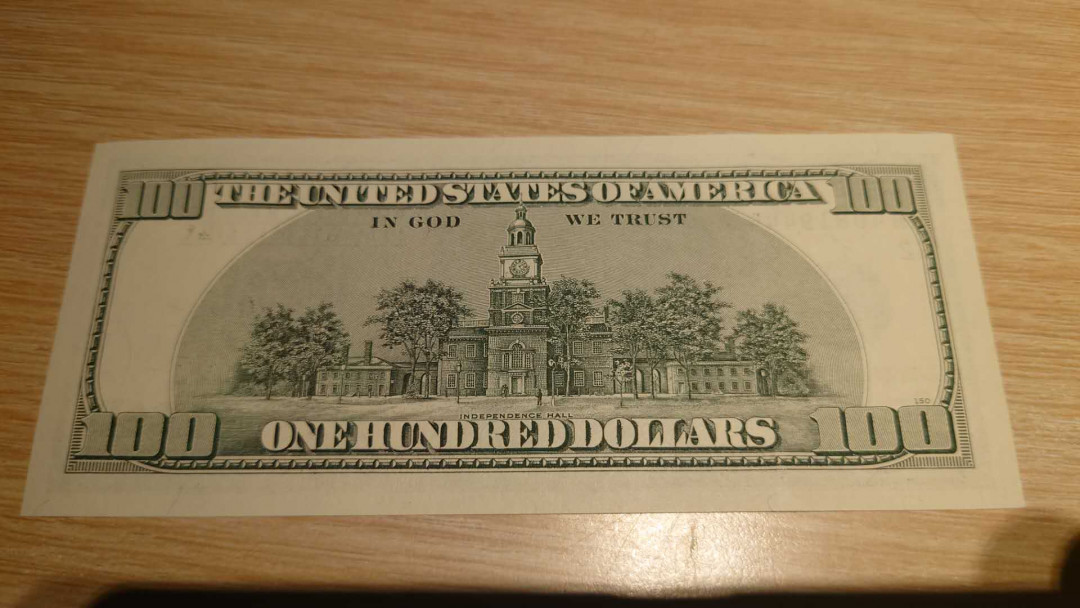 100 THE UNITED STATES OF AMERICA 100
IN GOD WE TRUST
INDEPENDENCE HALL
100 ONE HUNDRED DOLLARS 100